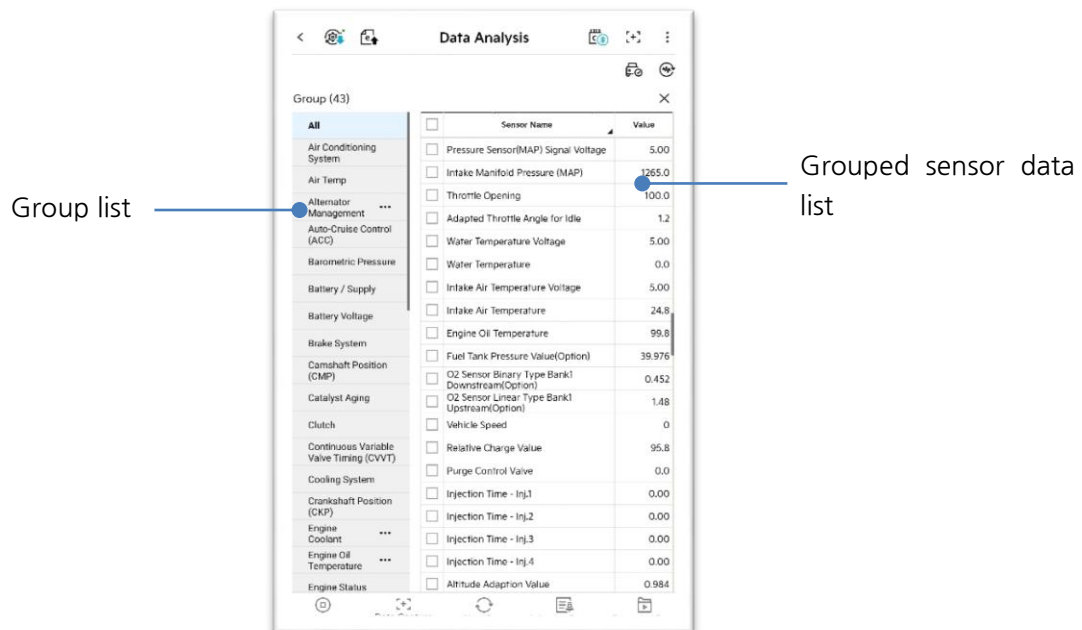 Data Analysis
Group (43)
All
Air Conditioning
System
Air Temp
Alternator
Management
Auto-Cruise Control
(ACC)
Barometric Pressure
Battery / Supply
Battery Voltage
Brake System
Camshaft Position
(CMP)
Catalyst Aging
Clutch
Continuous Variable
Valve Timing (CVVT)
Cooling System
Crankshaft Position
(CKP)
Engine
Coolant
Engine Oil
Temperature
Engine Status
Sensor Name Value
Pressure Sensor(MAP) Signal Voltage 5.00
Intake Manifold Pressure (MAP) 1265.0
Throttle Opening 100.0
Adapted Throttle Angle for Idle 1.2
Water Temperature Voltage 5.00
Water Temperature 0.0
Intake Air Temperature Voltage 5.00
Intake Air Temperature 24.8
Engine Oil Temperature 99.8
Fuel Tank Pressure Value(Option) 39.976
O2 Sensor Binary Type Bank1
Downstream(Option) 0.452
O2 Sensor Linear Type Bank1
Upstream(Option) 1.48
Vehicle Speed 0
Relative Charge Value 95.8
Purge Control Valve 0.0
Injection Time - Inj.1 0.00
Injection Time - Inj.2 0.00
Injection Time - Inj.3 0.00
Injection Time - Inj.4 0.00
Altitude Adaption Value 0.984
Group list
Grouped sensor data
list